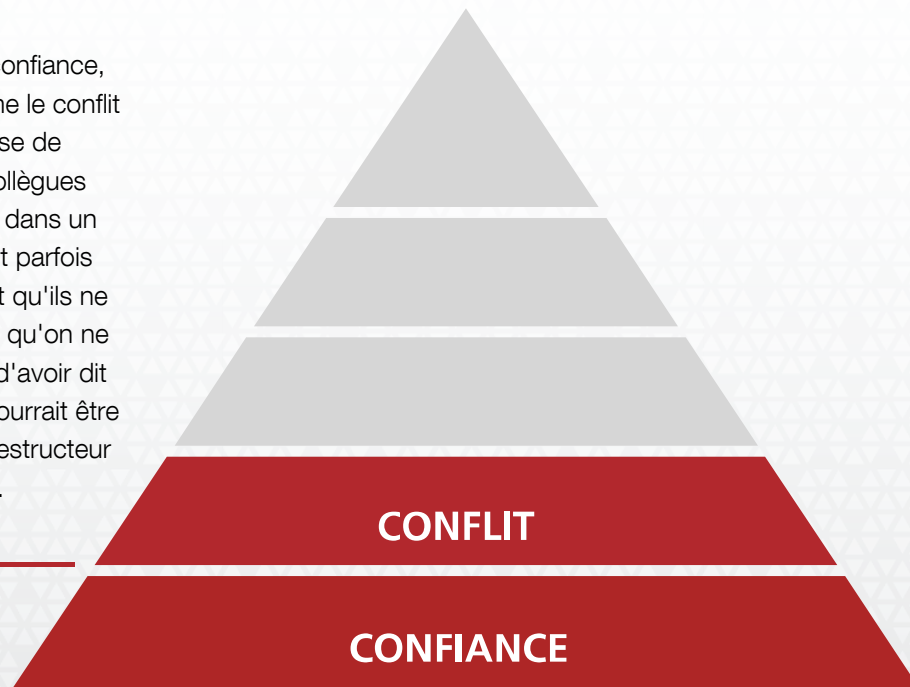 onfiance,
ne le conflit
se de
ollègues
dans un
t parfois
t qu'ils ne
qu'on ne
d'avoir dit
ourrait être
estructeur
.
CONFLIT
CONFIANCE